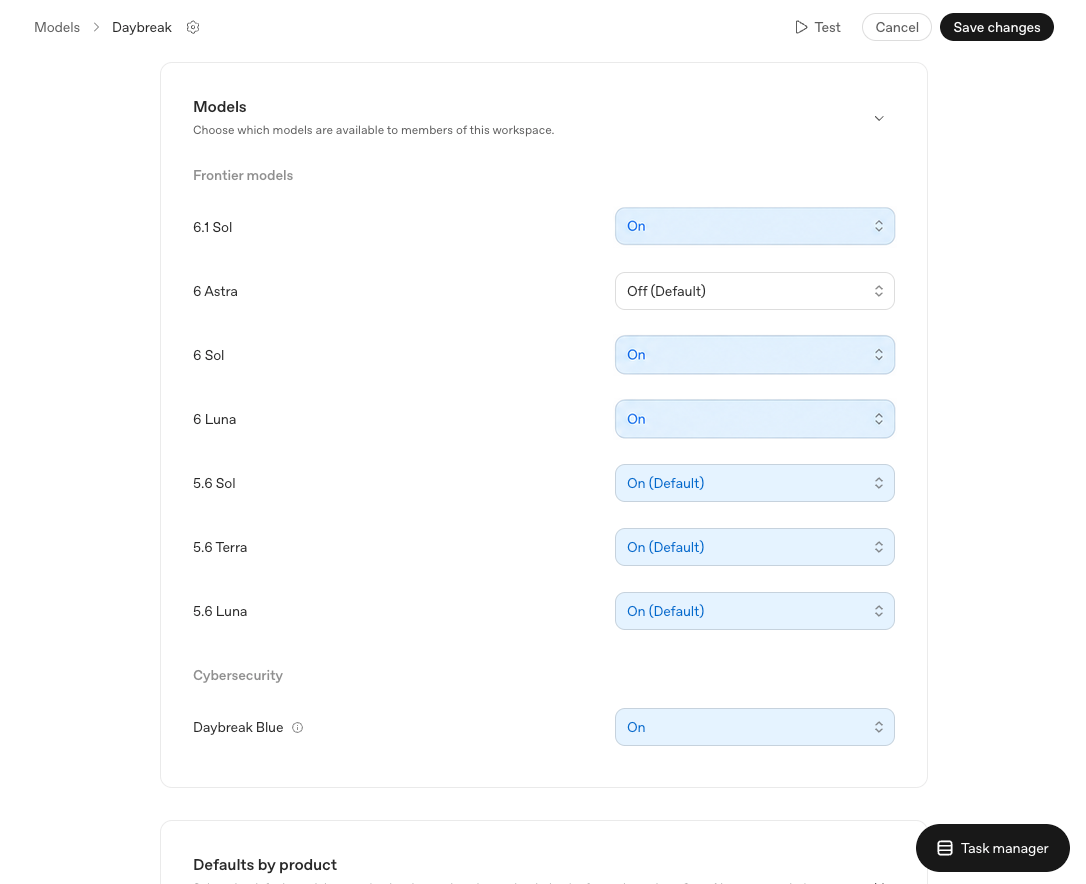 Models > Daybreak
Test
Cancel
Save changes
Models
Choose which models are available to members of this workspace.
Frontier models
6.1 Sol
On
6 Astra
Off (Default)
6 Sol
On
6 Luna
On
5.6 Sol
On (Default)
5.6 Terra
On (Default)
5.6 Luna
On (Default)
Cybersecurity
Daybreak Blue
On
Defaults by product
Task manager